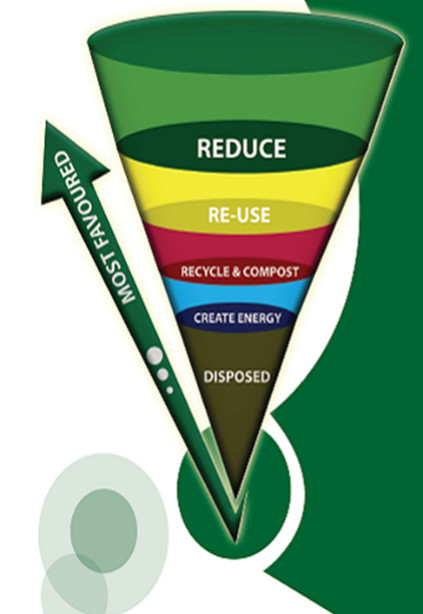 REDUCE
RE-USE
RECYCLE & COMPOST
CREATE ENERGY
DISPOSED
MOST FAVOURED